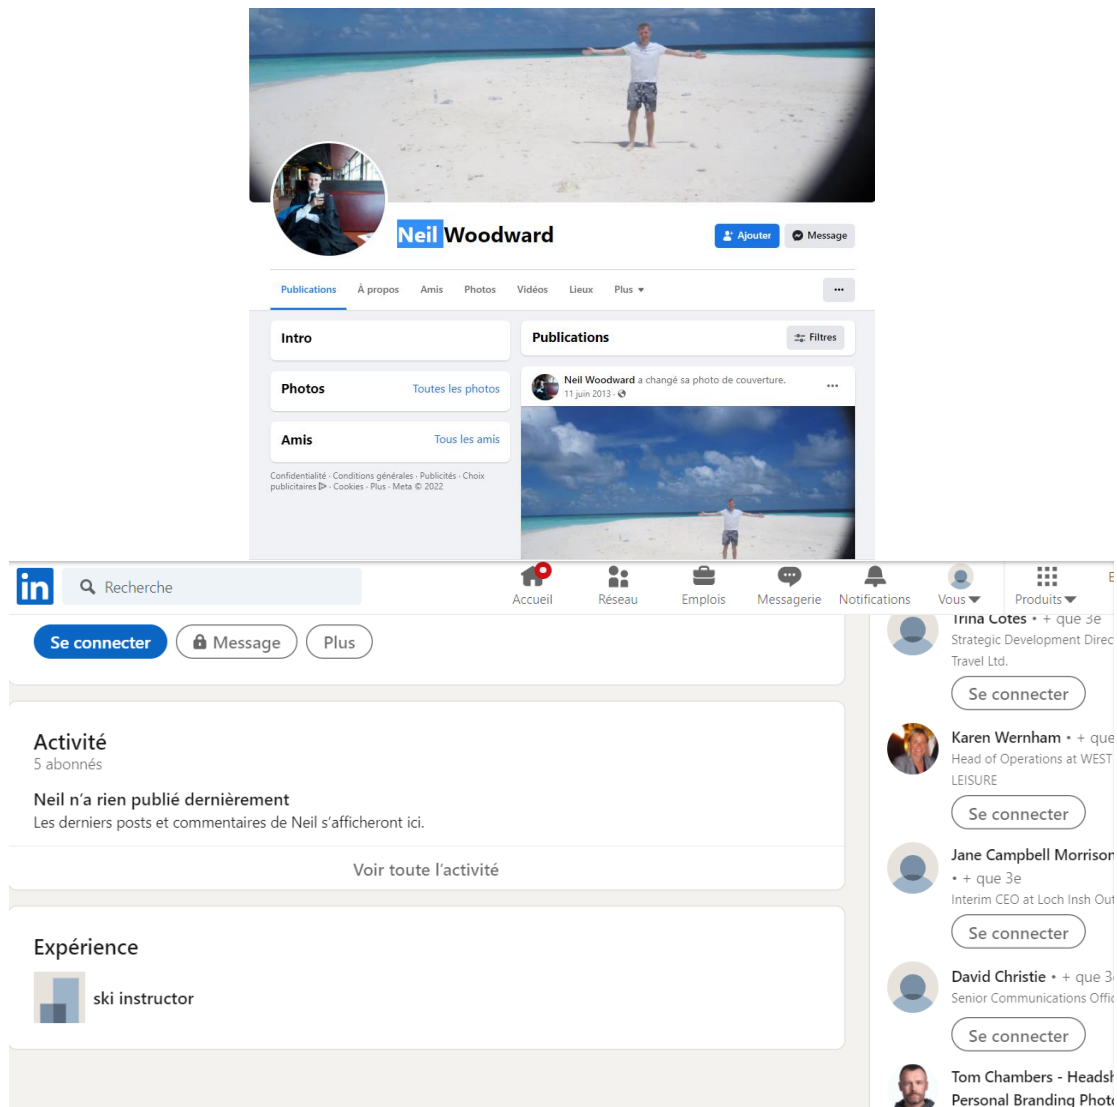 Neil Woodward
Ajouter
Message
Publications
À propos
Amis
Photos
Vidéos
Lieux
Plus
Intro
Photos
Toutes les photos
Amis
Tous les amis
Confidentialité · Conditions générales · Publicités · Choix
publicitaires · Cookies · Plus · Meta © 2022
Publications
Filtres
Neil Woodward a changé sa photo de couverture.
11 juin 2013 ·
in
Recherche
Accueil
Réseau
Emplois
Messagerie
Notifications
Vous
Produits
Se connecter
Message
Plus
Activité
5 abonnés
Neil n'a rien publié dernièrement
Les derniers posts et commentaires de Neil s'afficheront ici.
Voir toute l'activité
Expérience
ski instructor
Trina Cotes • + que 3e
Strategic Development
Travel Ltd.
Se connecter
Karen Wernham • + que
Head of Operations at WEST
LEISURE
Se connecter
Jane Campbell Morrison
• + que 3e
Interim CEO at Loch Insh
Se connecter
David Christie • + que
Senior Communications
Se connecter
Tom Chambers -
Personal Branding